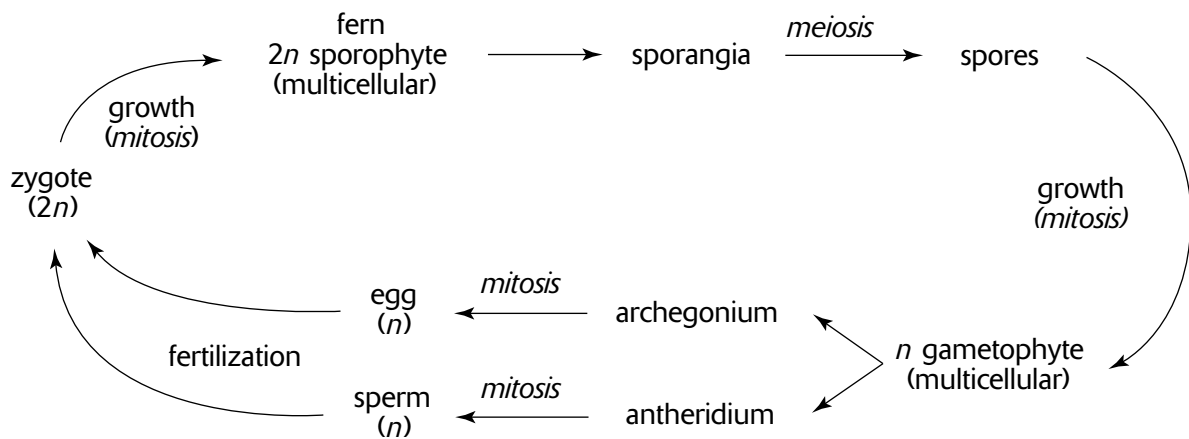 fern
2n sporophyte
(multicellular)
sporangia
meiosis
spores
growth
(mitosis)
zygote
(2n)
growth
(mitosis)
egg
(n)
mitosis
archegonium
fertilization
n gametophyte
(multicellular)
sperm
(n)
mitosis
antheridium